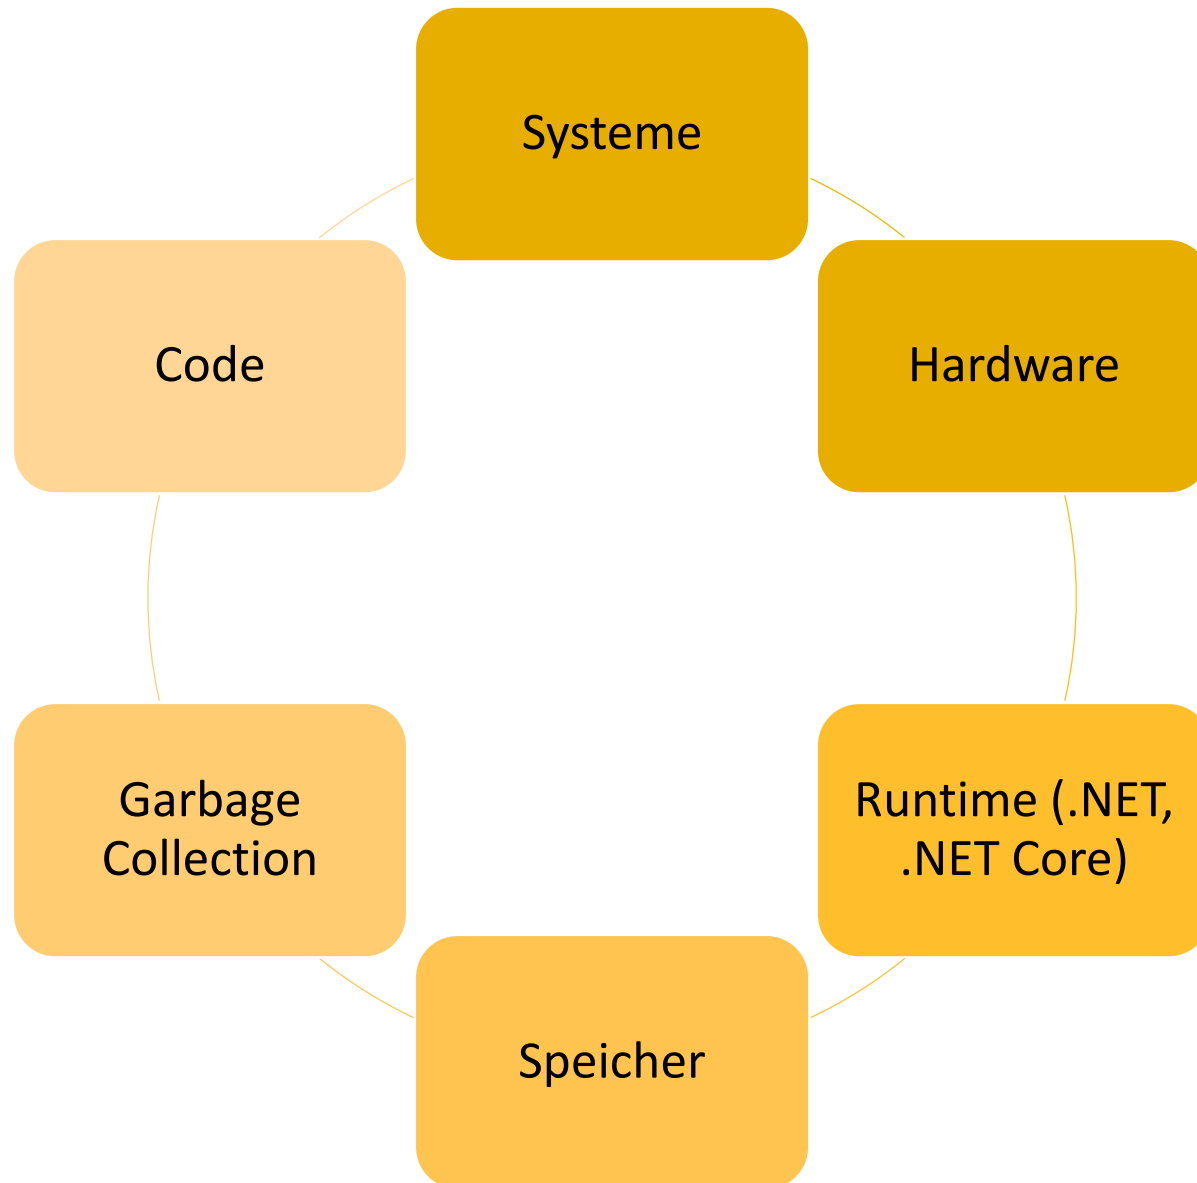 Systeme
Hardware
Runtime (.NET,
.NET Core)
Speicher
Garbage
Collection
Code